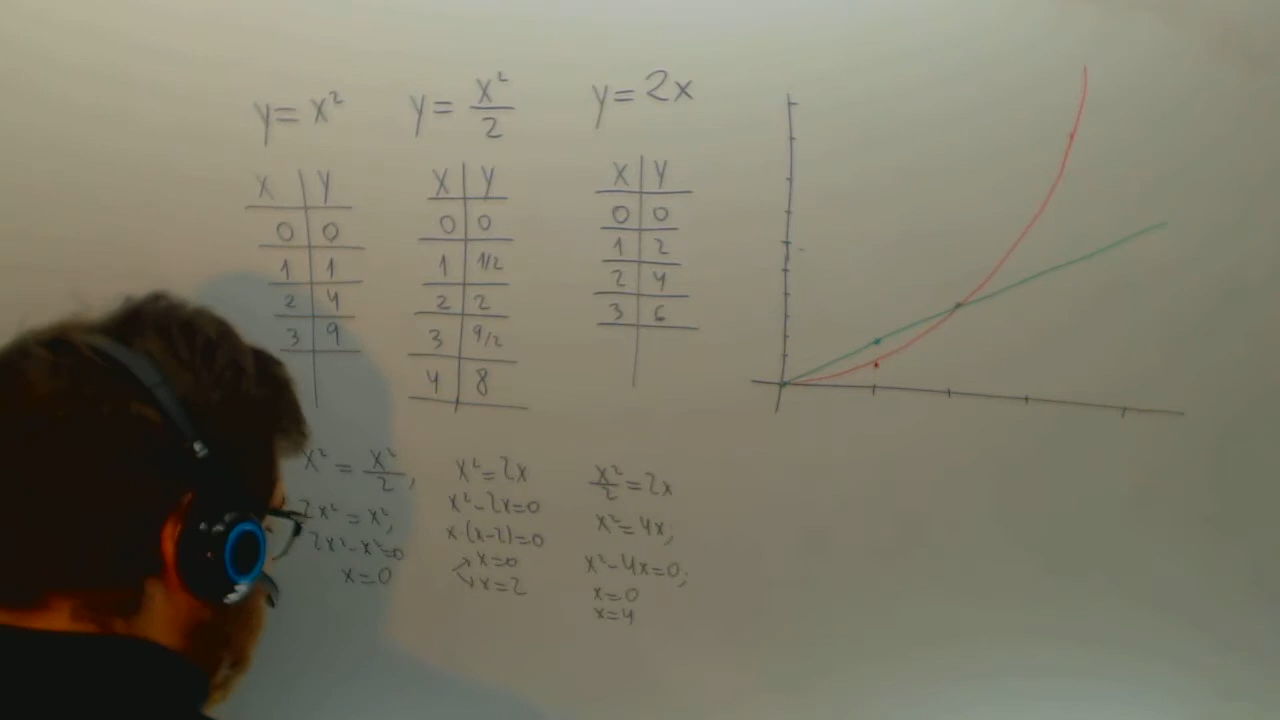 y = x²
x y
0 0
1 1
2 4
3 9
y = x²/2
x y
0 0
1 1/2
2 2
3 9/2
4 8
y = 2x
x y
0 0
1 2
2 4
3 6
x² = x²/2,
2x² = x²,
2x²-x²=0
x=0
x²=2x
x²-2x=0
x·(x-2)=0
x=0
x=2
x²/2=2x
x²=4x,
x²-4x=0;
x=0
x=4